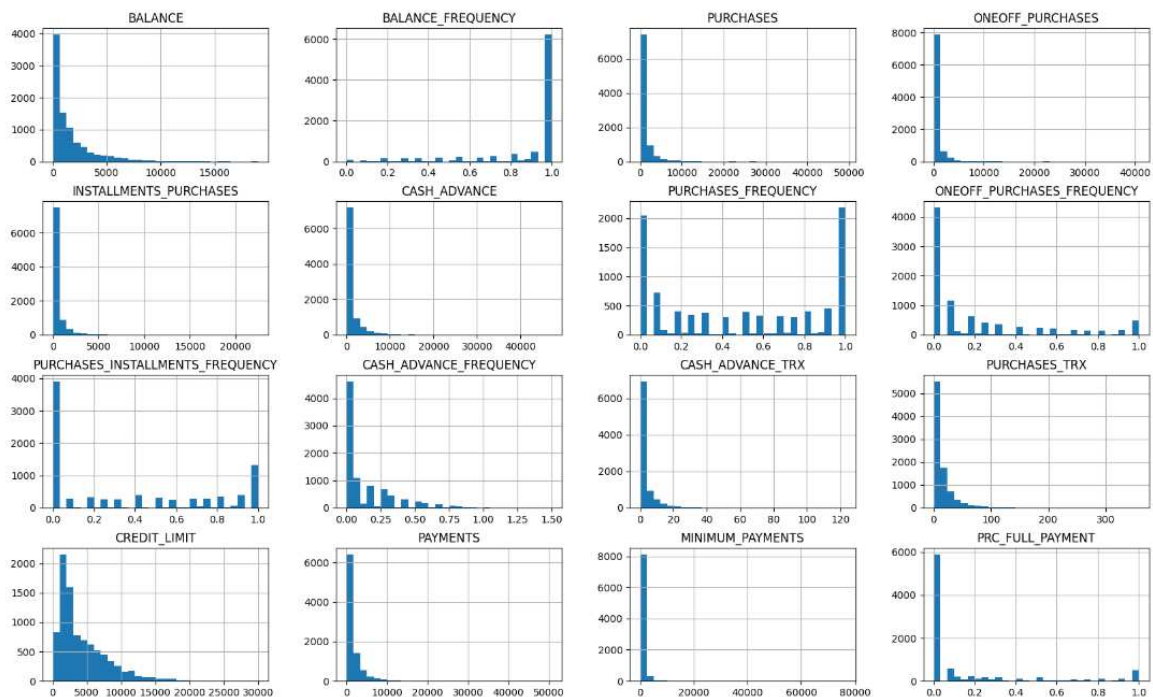 BALANCE
4000
3000
2000
1000
0
0 5000 10000 15000
BALANCE_FREQUENCY
6000
4000
2000
0
0.0 0.2 0.4 0.6 0.8 1.0
PURCHASES
6000
4000
2000
0
0 10000 20000 30000 40000 50000
ONEOFF_PURCHASES
8000
6000
4000
2000
0
0 10000 20000 30000 40000
INSTALLMENTS_PURCHASES
6000
4000
2000
0
0 5000 10000 15000 20000
CASH_ADVANCE
6000
4000
2000
0
0 10000 20000 30000 40000
PURCHASES_FREQUENCY
2000
1500
1000
500
0
0.0 0.2 0.4 0.6 0.8 1.0
ONEOFF_PURCHASES_FREQUENCY
4000
3000
2000
1000
0
0.0 0.2 0.4 0.6 0.8 1.0
PURCHASES_INSTALLMENTS_FREQUENCY
4000
3000
2000
1000
0
0.0 0.2 0.4 0.6 0.8 1.0
CASH_ADVANCE_FREQUENCY
4000
3000
2000
1000
0
0.00 0.25 0.50 0.75 1.00 1.25 1.50
CASH_ADVANCE_TRX
6000
4000
2000
0
0 20 40 60 80 100 120
PURCHASES_TRX
5000
4000
3000
2000
1000
0
0 100 200 300
CREDIT_LIMIT
2000
1500
1000
500
0
0 5000 10000 15000 20000 25000 30000
PAYMENTS
6000
4000
2000
0
0 10000 20000 30000 40000 50000
MINIMUM_PAYMENTS
8000
6000
4000
2000
0
0 20000 40000 60000 80000
PRC_FULL_PAYMENT
6000
4000
2000
0
0.0 0.2 0.4 0.6 0.8 1.0